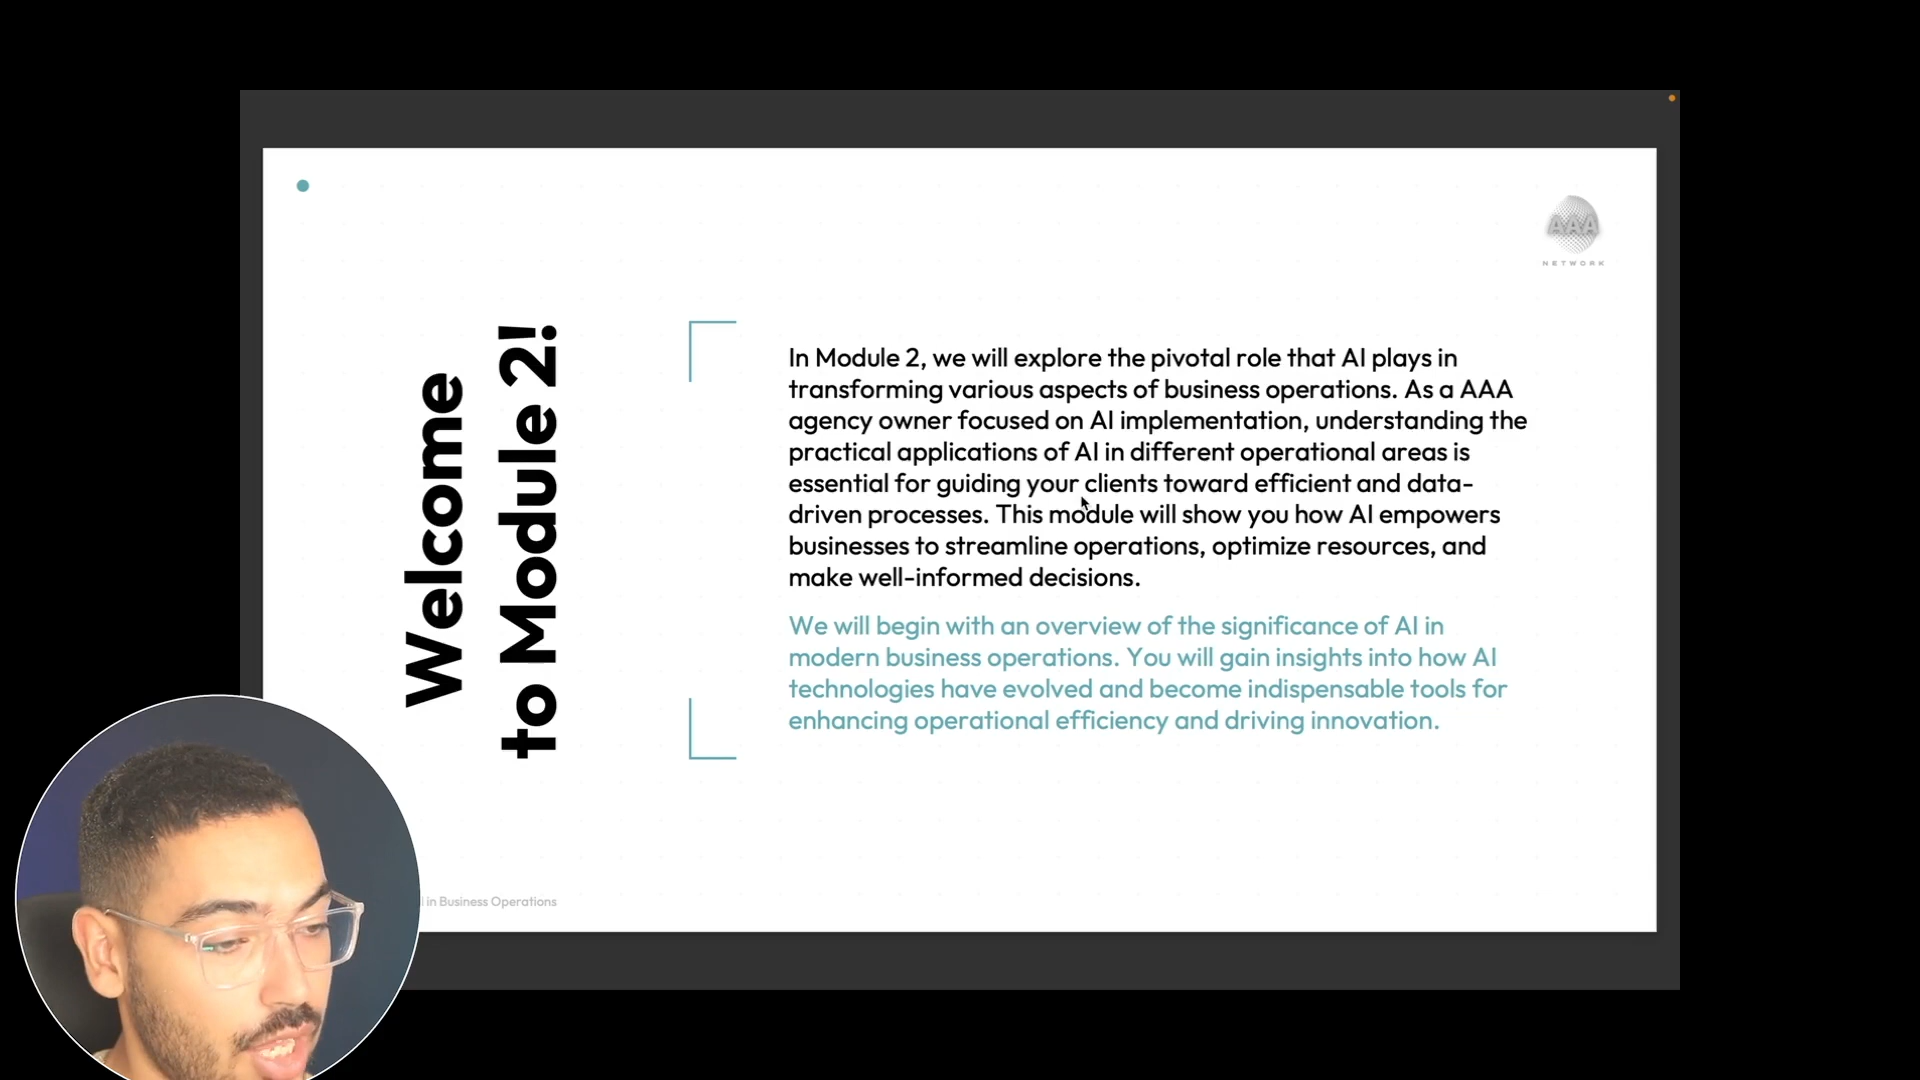 AAA
NETWORK
Welcome
to Module 2!
In Module 2, we will explore the pivotal role that AI plays in
transforming various aspects of business operations. As a AAA
agency owner focused on AI implementation, understanding the
practical applications of AI in different operational areas is
essential for guiding your clients toward efficient and data-
driven processes. This module will show you how AI empowers
businesses to streamline operations, optimize resources, and
make well-informed decisions.
We will begin with an overview of the significance of AI in
modern business operations. You will gain insights into how AI
technologies have evolved and become indispensable tools for
enhancing operational efficiency and driving innovation.
in Business Operations